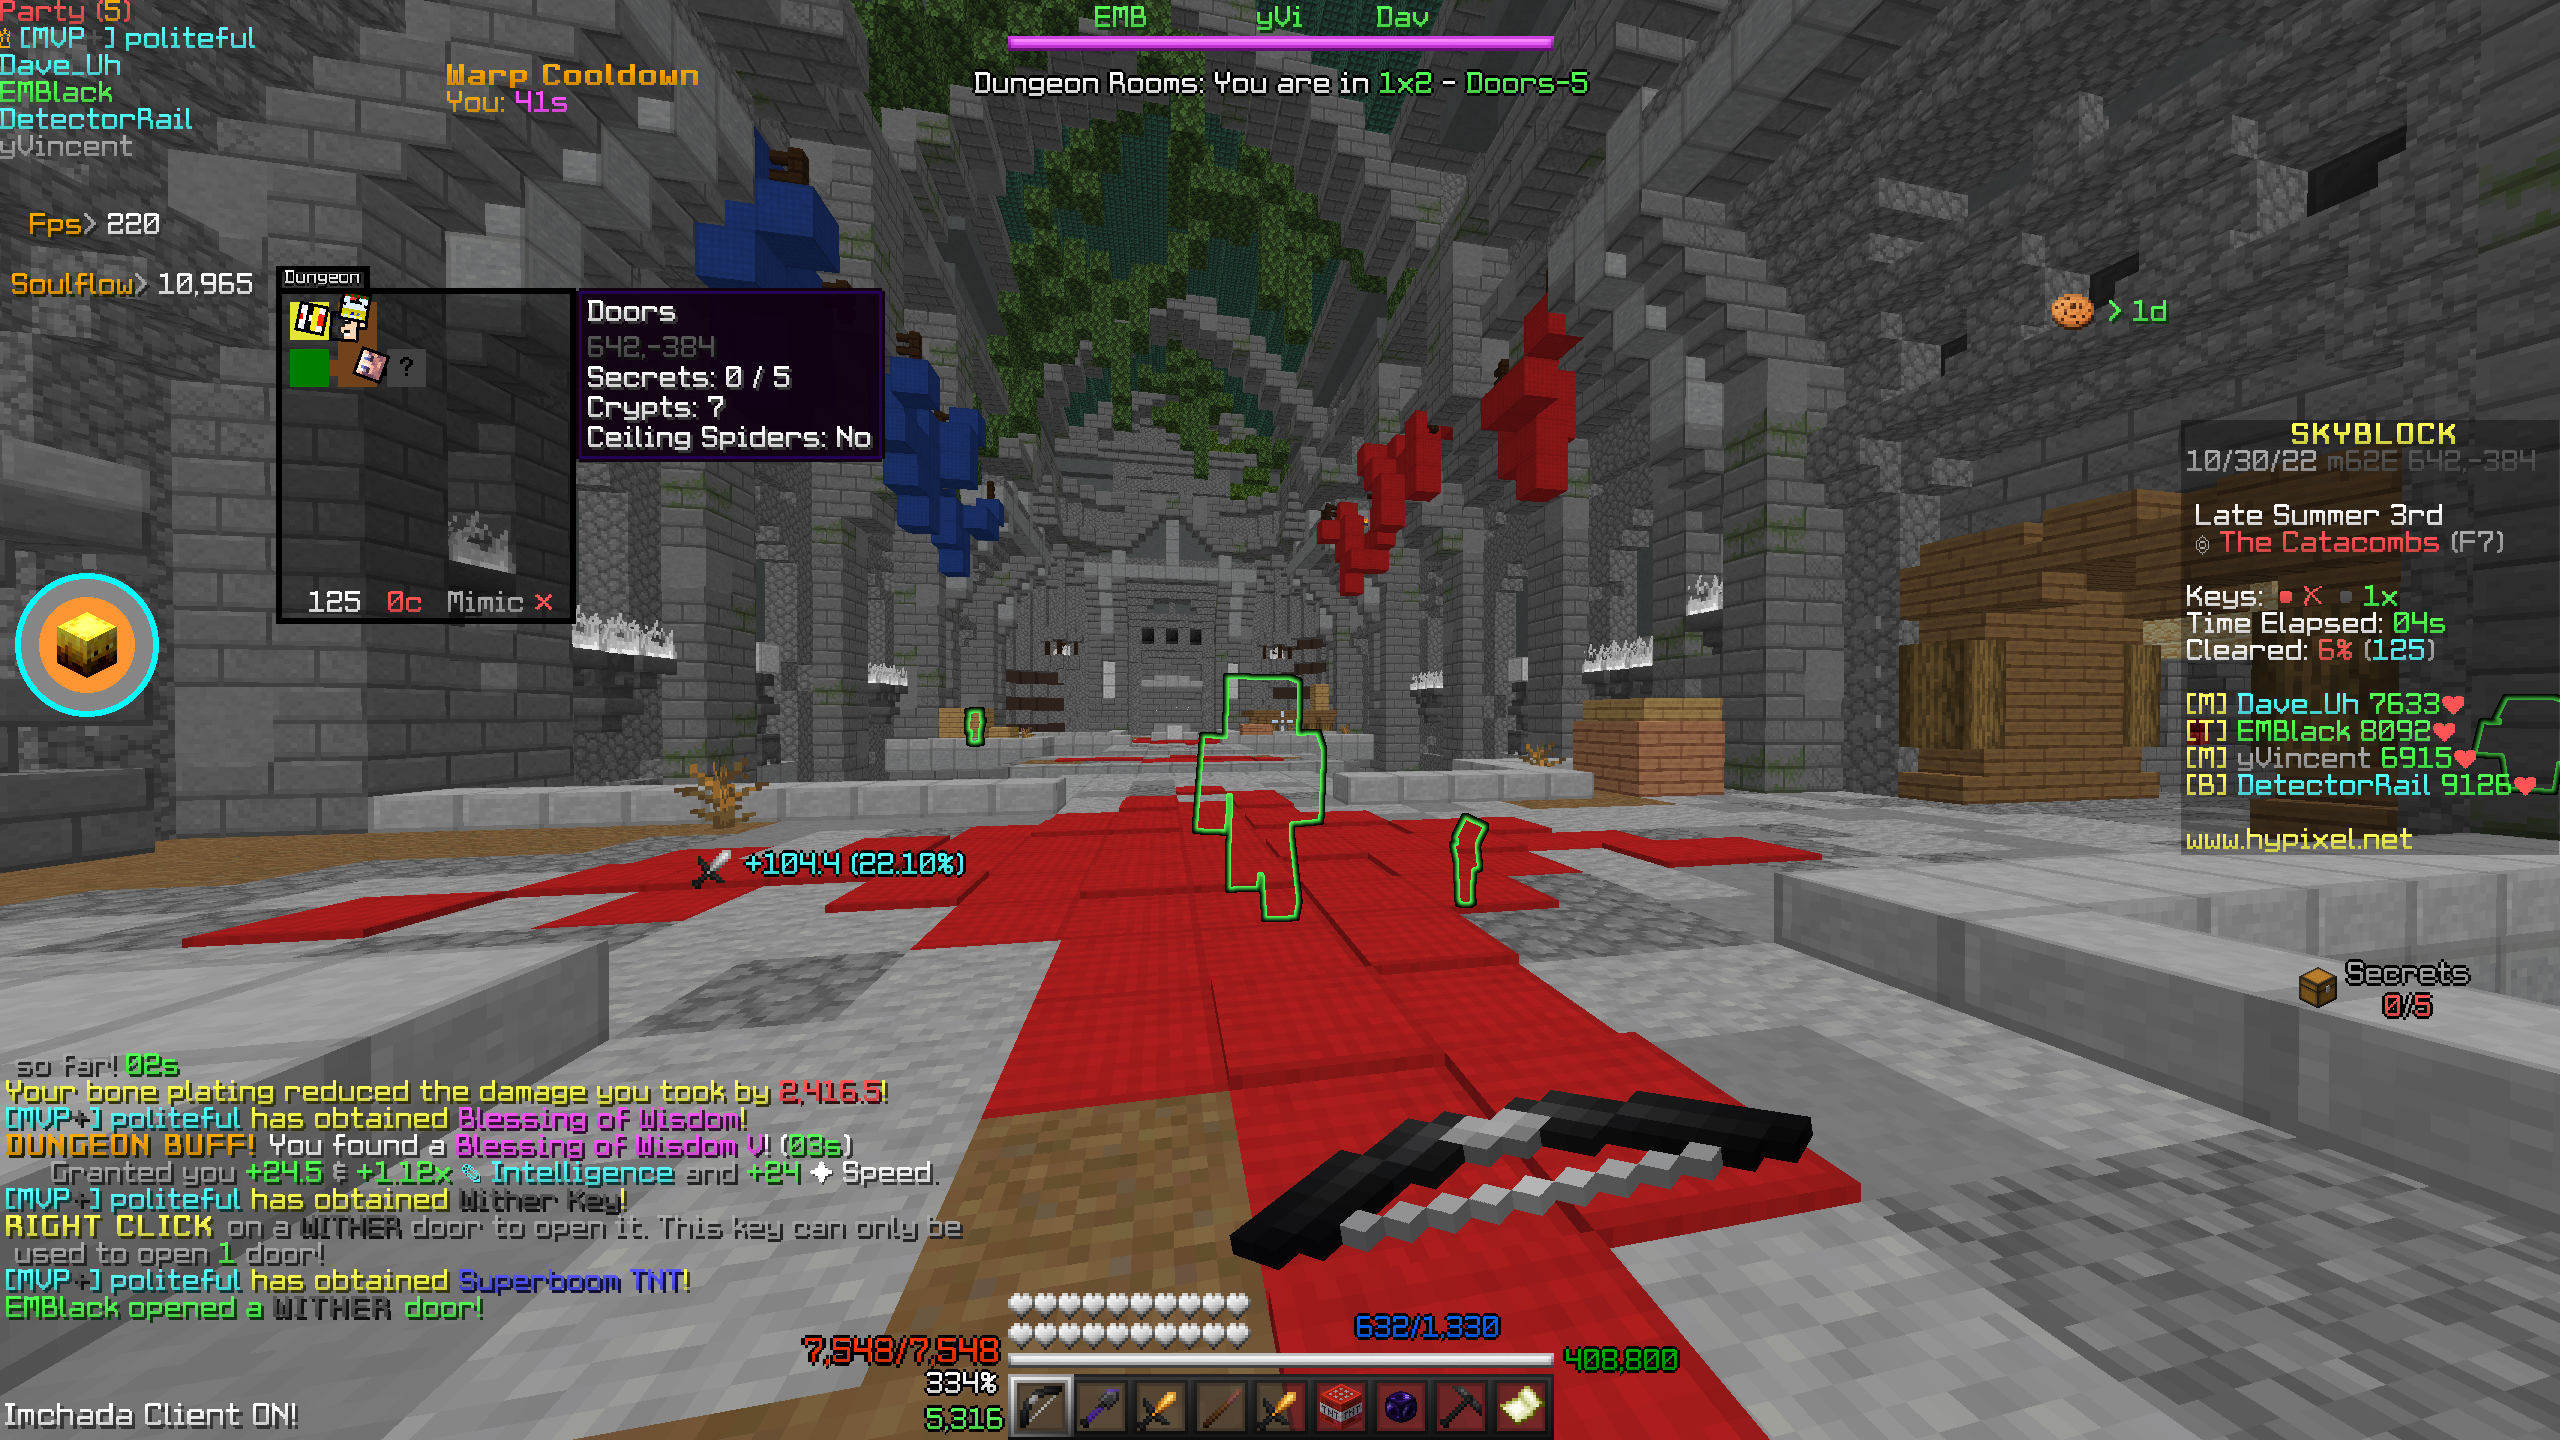 Party (5)
[MVP+] politeful
Dave_Uh
EMBlack
DetectorRail
yVincent
Warp Cooldown
You: 41s
EMB yVi Dav
Dungeon Rooms: You are in 1x2 - Doors-5
Fps> 220
Soulflow> 10,965
Dungeon
?
125 0c Mimic ✕
Doors
642,-384
Secrets: 0 / 5
Crypts: 7
Ceiling Spiders: No
> 1d
SKYBLOCK
10/30/22 m62E 642,-384
Late Summer 3rd
The Catacombs (F7)
Keys: ■ ✕ ■ 1x
Time Elapsed: 04s
Cleared: 6% (125)
[M] Dave_Uh 7633❤
[T] EMBlack 8092❤
[M] yVincent 6915❤
[B] DetectorRail 9126❤
www.hypixel.net
+104.4 (22.10%)
Secrets
0/5
so far! 02s
Your bone plating reduced the damage you took by 2,416.5!
[MVP+] politeful has obtained Blessing of Wisdom!
DUNGEON BUFF! You found a Blessing of Wisdom V! (03s)
Granted you +24.5 & +1.12x ✎ Intelligence and +24 ✦ Speed.
[MVP+] politeful has obtained Wither Key!
RIGHT CLICK on a WITHER door to open it. This key can only be
used to open 1 door!
[MVP+] politeful has obtained Superboom TNT!
EMBlack opened a WITHER door!
7,548/7,548
632/1,330
408,800
334%
5,316
TNT TNT
Imchada Client ON!